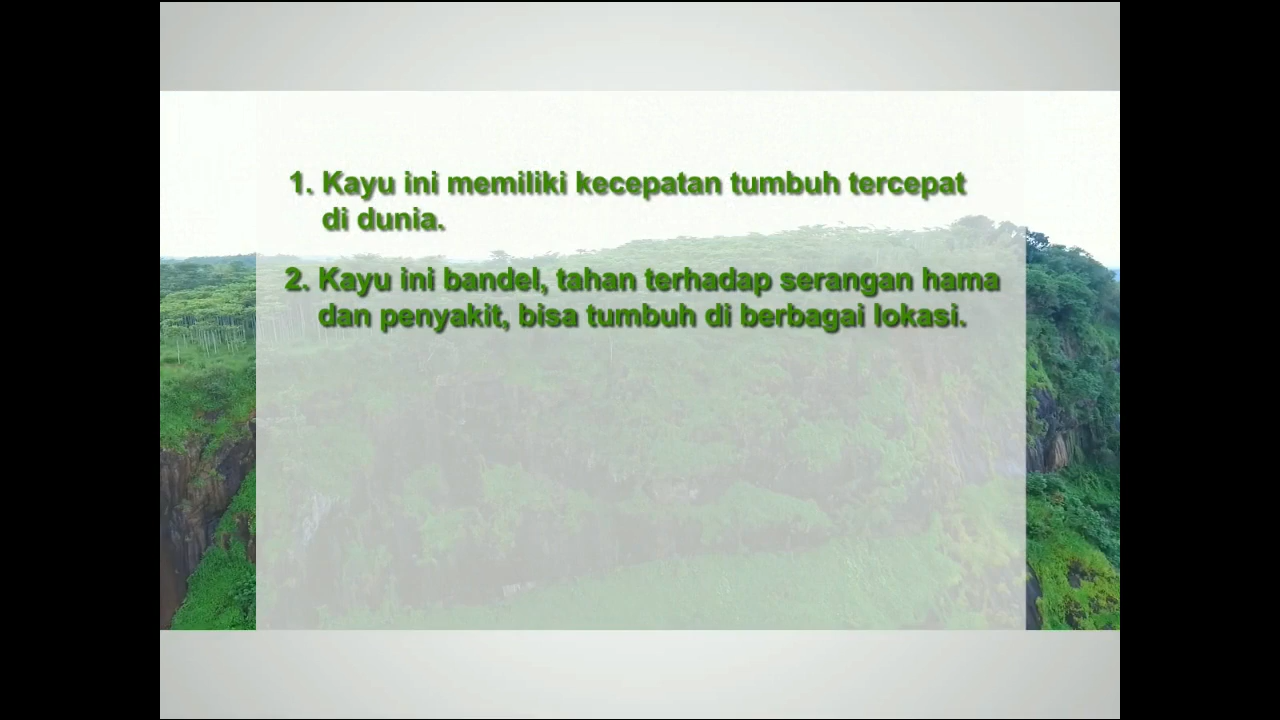 1. Kayu ini memiliki kecepatan tumbuh tercepat
di dunia.
2. Kayu ini bandel, tahan terhadap serangan hama
dan penyakit, bisa tumbuh di berbagai lokasi.